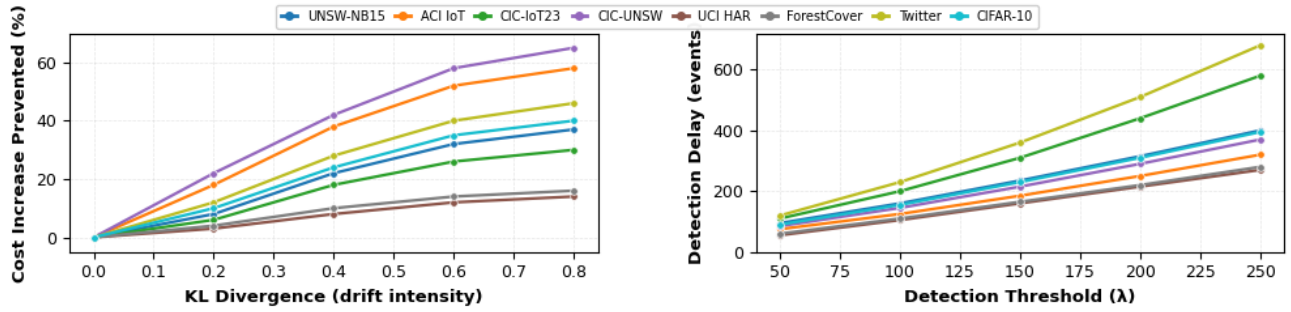 UNSW-NB15 ACI IoT CIC-IoT23 CIC-UNSW UCI HAR ForestCover Twitter CIFAR-10
Cost Increase Prevented (%)
60
40
20
0
0.0 0.1 0.2 0.3 0.4 0.5 0.6 0.7 0.8
KL Divergence (drift intensity)
Detection Delay (events
600
400
200
0
50 75 100 125 150 175 200 225 250
Detection Threshold (λ)